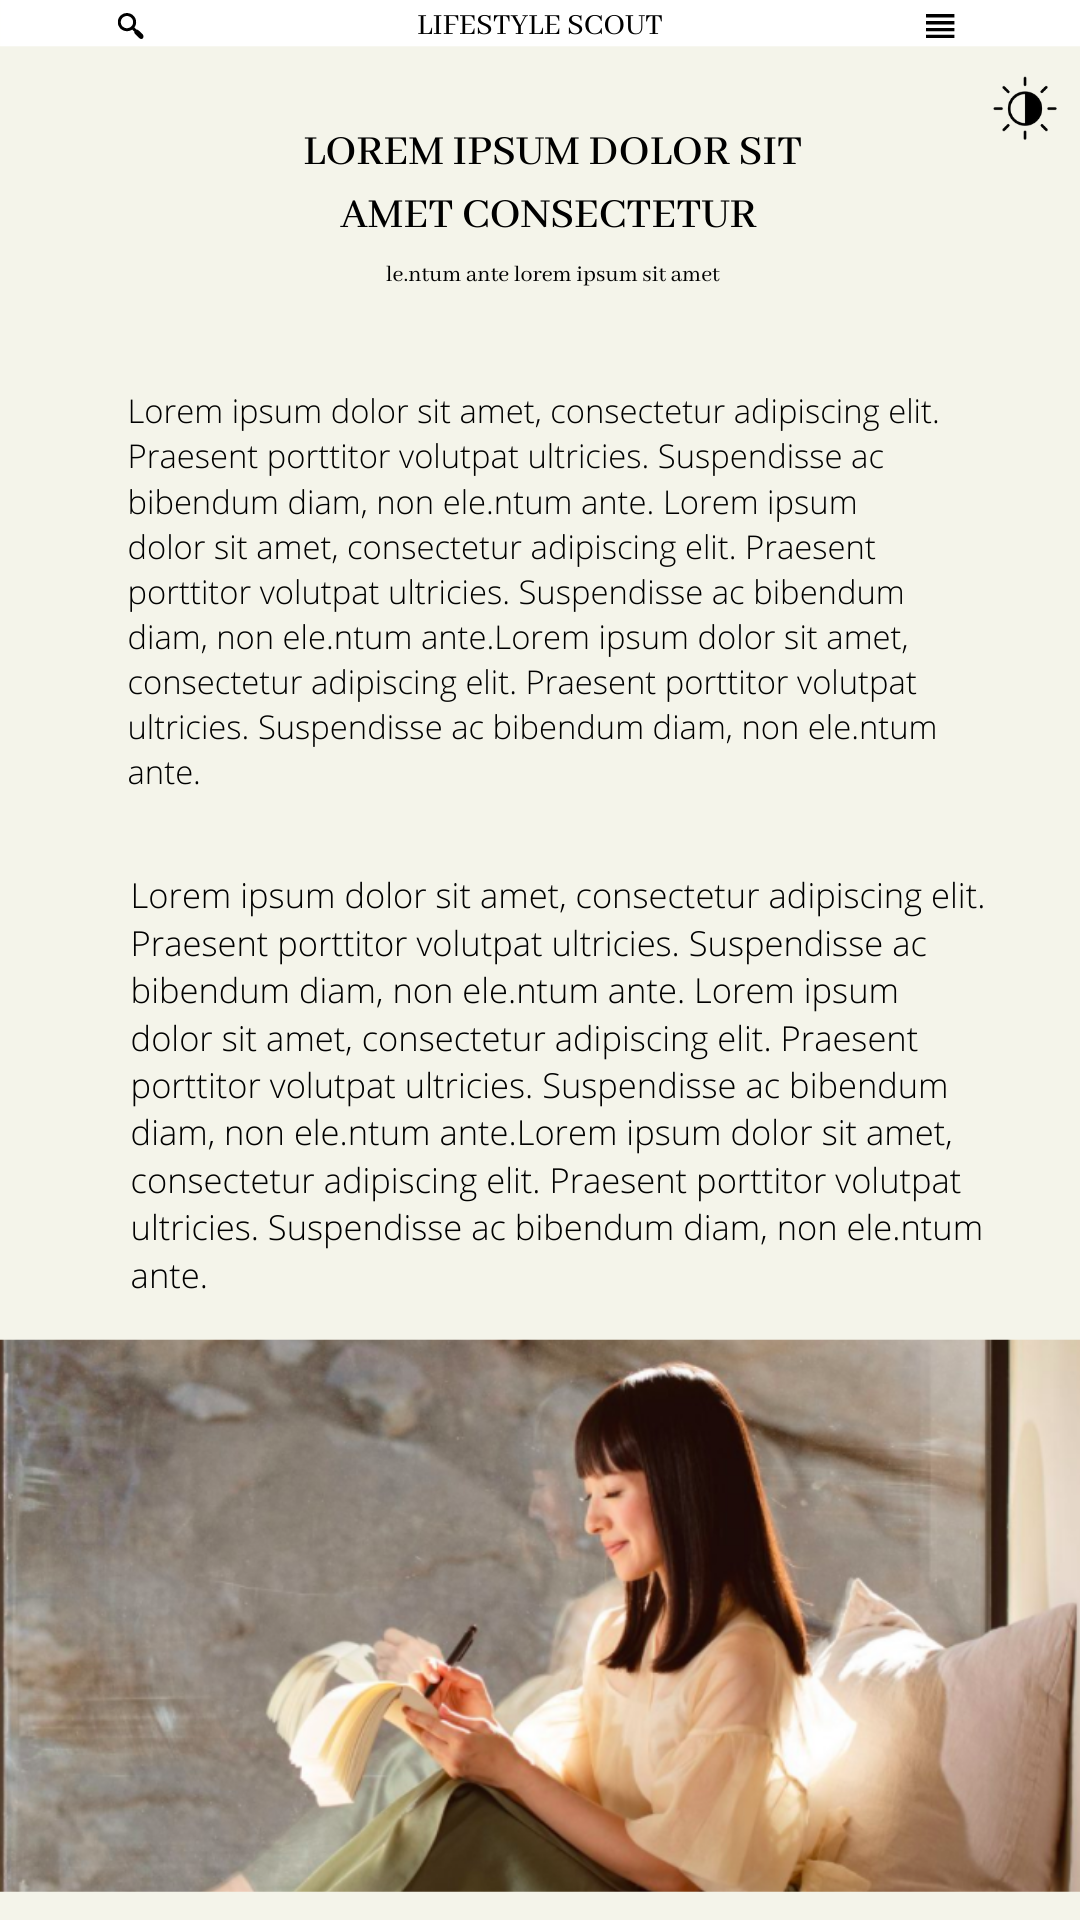 LIFESTYLE SCOUT
LOREM IPSUM DOLOR SIT
AMET CONSECTETUR
le.ntum ante lorem ipsum sit amet
Lorem ipsum dolor sit amet, consectetur adipiscing elit.
Praesent porttitor volutpat ultricies. Suspendisse ac
bibendum diam, non ele.ntum ante. Lorem ipsum
dolor sit amet, consectetur adipiscing elit. Praesent
porttitor volutpat ultricies. Suspendisse ac bibendum
diam, non ele.ntum ante.Lorem ipsum dolor sit amet,
consectetur adipiscing elit. Praesent porttitor volutpat
ultricies. Suspendisse ac bibendum diam, non ele.ntum
ante.
Lorem ipsum dolor sit amet, consectetur adipiscing elit.
Praesent porttitor volutpat ultricies. Suspendisse ac
bibendum diam, non ele.ntum ante. Lorem ipsum
dolor sit amet, consectetur adipiscing elit. Praesent
porttitor volutpat ultricies. Suspendisse ac bibendum
diam, non ele.ntum ante.Lorem ipsum dolor sit amet,
consectetur adipiscing elit. Praesent porttitor volutpat
ultricies. Suspendisse ac bibendum diam, non ele.ntum
ante.